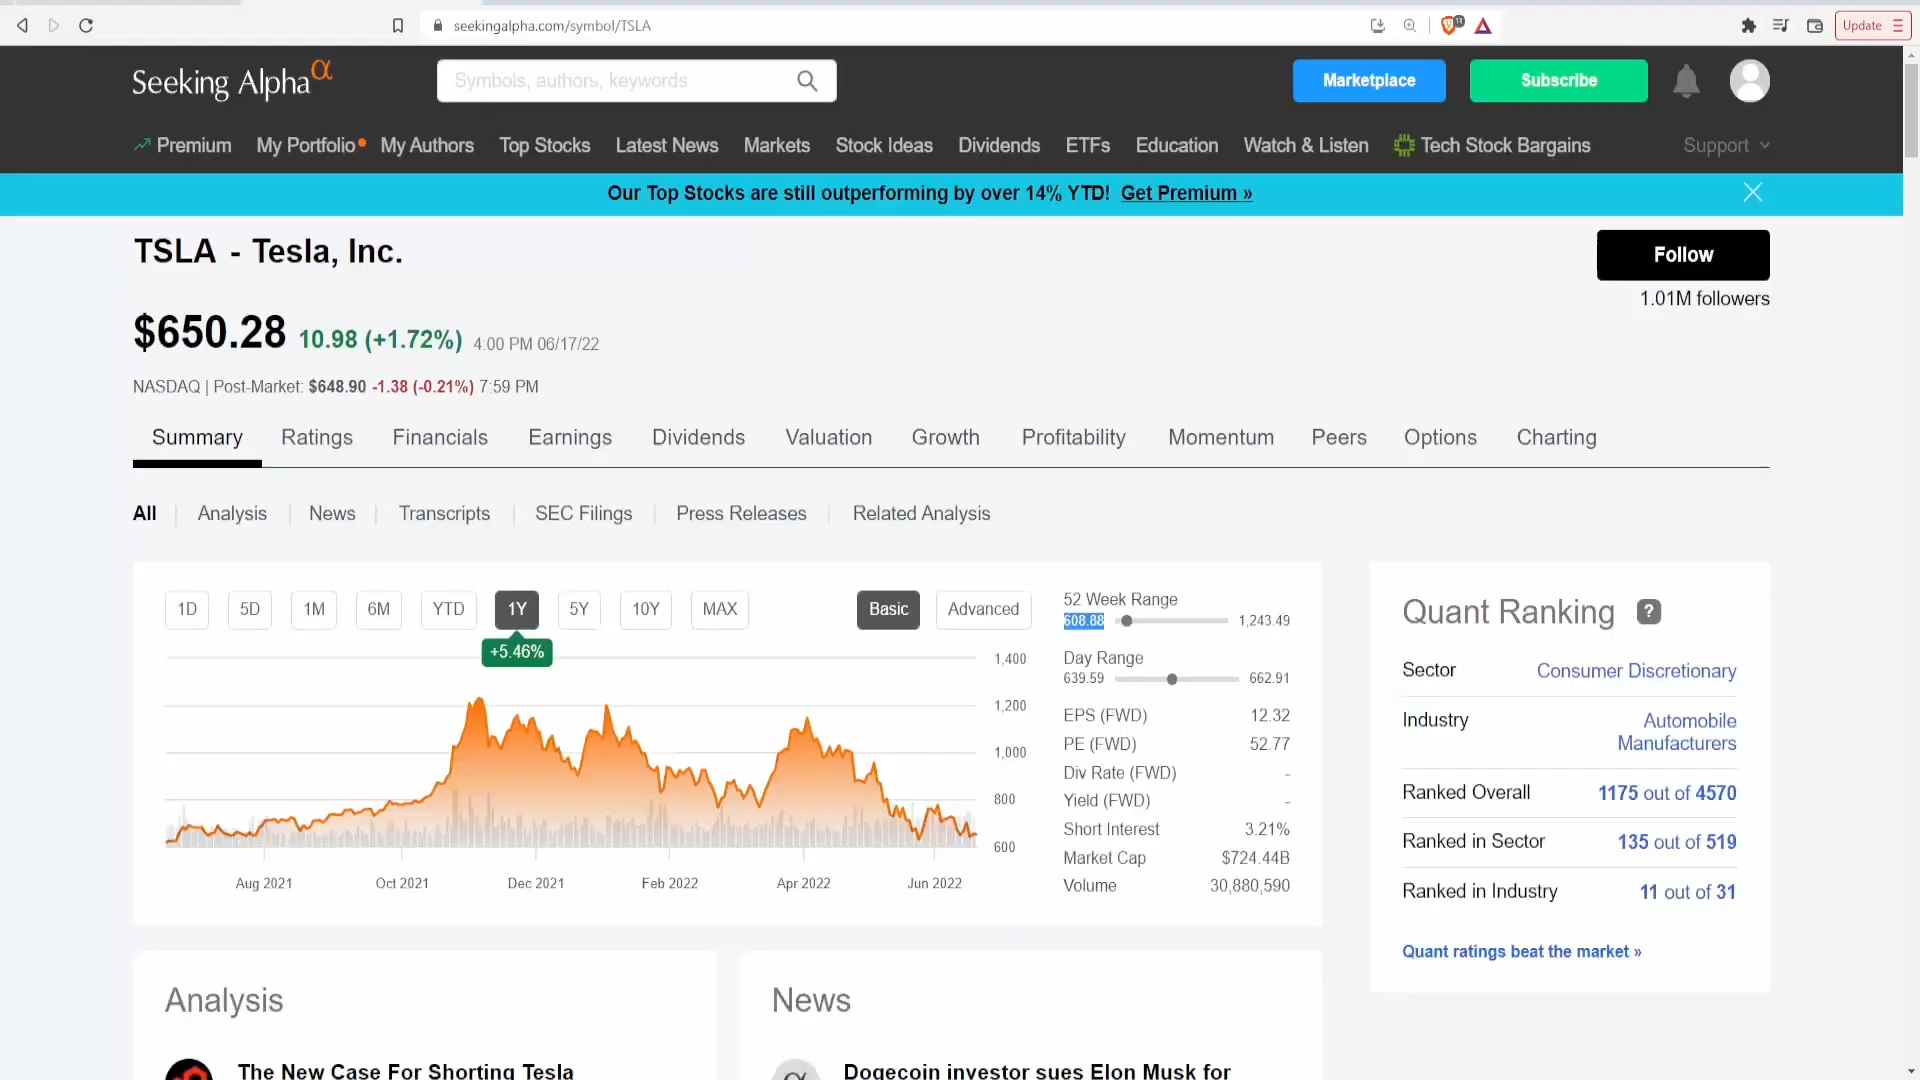 seekingalpha.com/symbol/TSLA
Update
Seeking Alpha α
Symbols, authors, keywords
Marketplace
Subscribe
Premium My Portfolio My Authors Top Stocks Latest News Markets Stock Ideas Dividends ETFs Education Watch & Listen Tech Stock Bargains Support
Our Top Stocks are still outperforming by over 14% YTD! Get Premium »
TSLA - Tesla, Inc.
Follow
1.01M followers
$650.28 10.98 (+1.72%) 4:00 PM 06/17/22
NASDAQ | Post-Market: $648.90 -1.38 (-0.21%) 7:59 PM
Summary Ratings Financials Earnings Dividends Valuation Growth Profitability Momentum Peers Options Charting
All Analysis News Transcripts SEC Filings Press Releases Related Analysis
1D 5D 1M 6M YTD 1Y 5Y 10Y MAX
+5.46%
Basic Advanced
1,400
1,200
1,000
800
600
Aug 2021 Oct 2021 Dec 2021 Feb 2022 Apr 2022 Jun 2022
52 Week Range
608.88 1,243.49
Day Range
639.59 662.91
EPS (FWD) 12.32
PE (FWD) 52.77
Div Rate (FWD) -
Yield (FWD) -
Short Interest 3.21%
Market Cap $724.44B
Volume 30,880,590
Quant Ranking ?
Sector Consumer Discretionary
Industry Automobile
Manufacturers
Ranked Overall 1175 out of 4570
Ranked in Sector 135 out of 519
Ranked in Industry 11 out of 31
Quant ratings beat the market »
Analysis
The New Case For Shorting Tesla
News
Dogecoin investor sues Elon Musk for